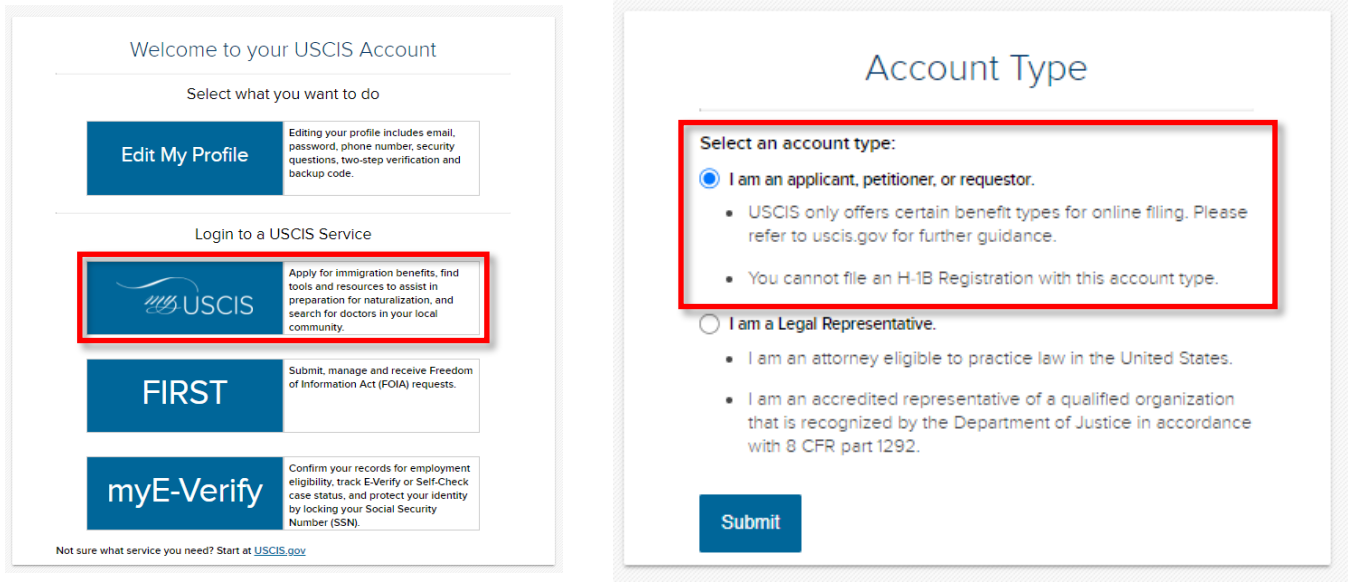 Welcome to your USCIS Account
Select what you want to do
Edit My Profile
Editing your profile includes email,
password, phone number, security
questions, two-step verification and
backup code.
Login to a USCIS Service
my USCIS
Apply for immigration benefits, find
tools and resources to assist in
preparation for naturalization, and
search for doctors in your local
community.
FIRST
Submit, manage and receive Freedom
of Information Act (FOIA) requests.
myE-Verify
Confirm your records for employment
eligibility, track E-Verify or Self-Check
case status, and protect your identity
by locking your Social Security
Number (SSN).
Not sure what service you need? Start at USCIS.gov
Account Type
Select an account type:
I am an applicant, petitioner, or requestor.
• USCIS only offers certain benefit types for online filing. Please
refer to uscis.gov for further guidance.
• You cannot file an H-1B Registration with this account type.
I am a Legal Representative.
• I am an attorney eligible to practice law in the United States.
• I am an accredited representative of a qualified organization
that is recognized by the Department of Justice in accordance
with 8 CFR part 1292.
Submit